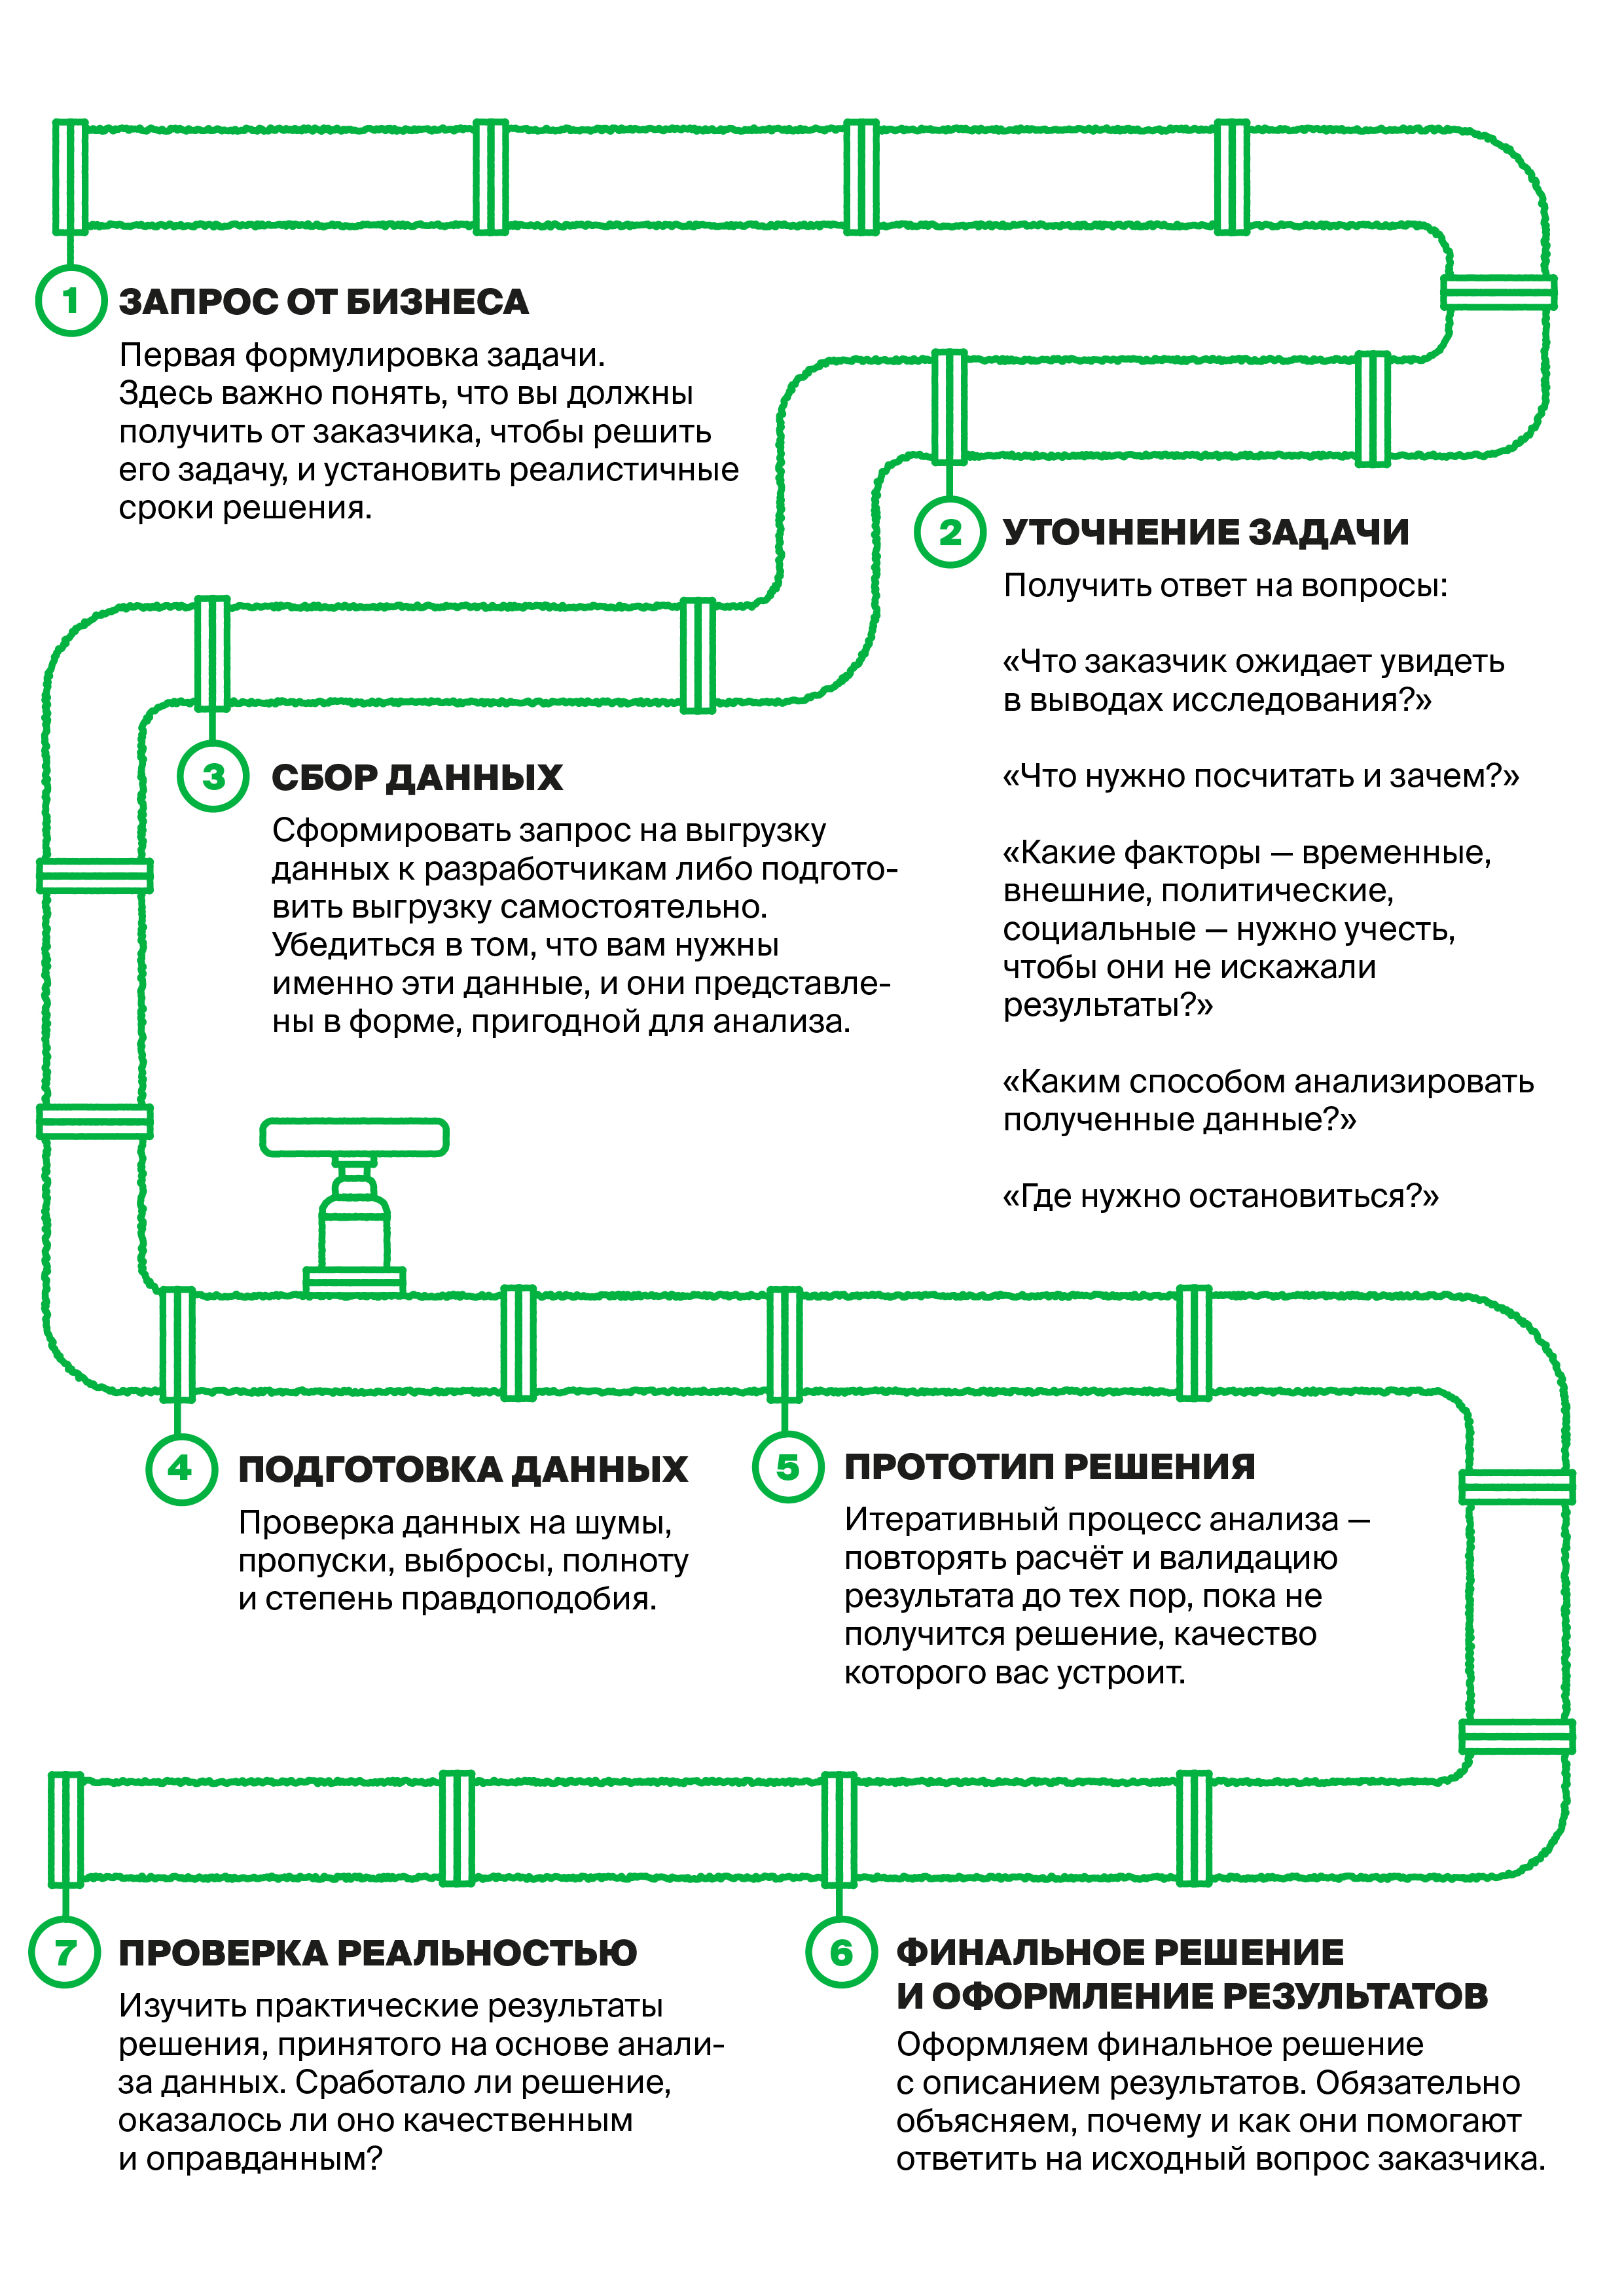 1
ЗАПРОС ОТ БИЗНЕСА
Первая формулировка задачи.
Здесь важно понять, что вы должны
получить от заказчика, чтобы решить
его задачу, и установить реалистичные
сроки решения.
2
УТОЧНЕНИЕ ЗАДАЧИ
Получить ответ на вопросы:
«Что заказчик ожидает увидеть
в выводах исследования?»
«Что нужно посчитать и зачем?»
«Какие факторы — временные,
внешние, политические,
социальные — нужно учесть,
чтобы они не искажали
результаты?»
«Каким способом анализировать
полученные данные?»
«Где нужно остановиться?»
3
СБОР ДАННЫХ
Сформировать запрос на выгрузку
данных к разработчикам либо подгото-
вить выгрузку самостоятельно.
Убедиться в том, что вам нужны
именно эти данные, и они представле-
ны в форме, пригодной для анализа.
4
ПОДГОТОВКА ДАННЫХ
Проверка данных на шумы,
пропуски, выбросы, полноту
и степень правдоподобия.
5
ПРОТОТИП РЕШЕНИЯ
Итеративный процесс анализа —
повторять расчёт и валидацию
результата до тех пор, пока не
получится решение, качество
которого вас устроит.
6
ФИНАЛЬНОЕ РЕШЕНИЕ
И ОФОРМЛЕНИЕ РЕЗУЛЬТАТОВ
Оформляем финальное решение
с описанием результатов. Обязательно
объясняем, почему и как они помогают
ответить на исходный вопрос заказчика.
7
ПРОВЕРКА РЕАЛЬНОСТЬЮ
Изучить практические результаты
решения, принятого на основе анали-
за данных. Сработало ли решение,
оказалось ли оно качественным
и оправданным?